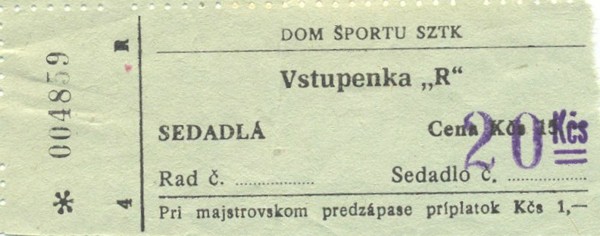 DOM ŠPORTU SZTK
Vstupenka „R“
SEDADLÁ Cena Kčs 15
20 Kčs
Rad č. Sedadlo č.
Pri majstrovskom predzápase príplatok Kčs 1,—
* 004859
4 R